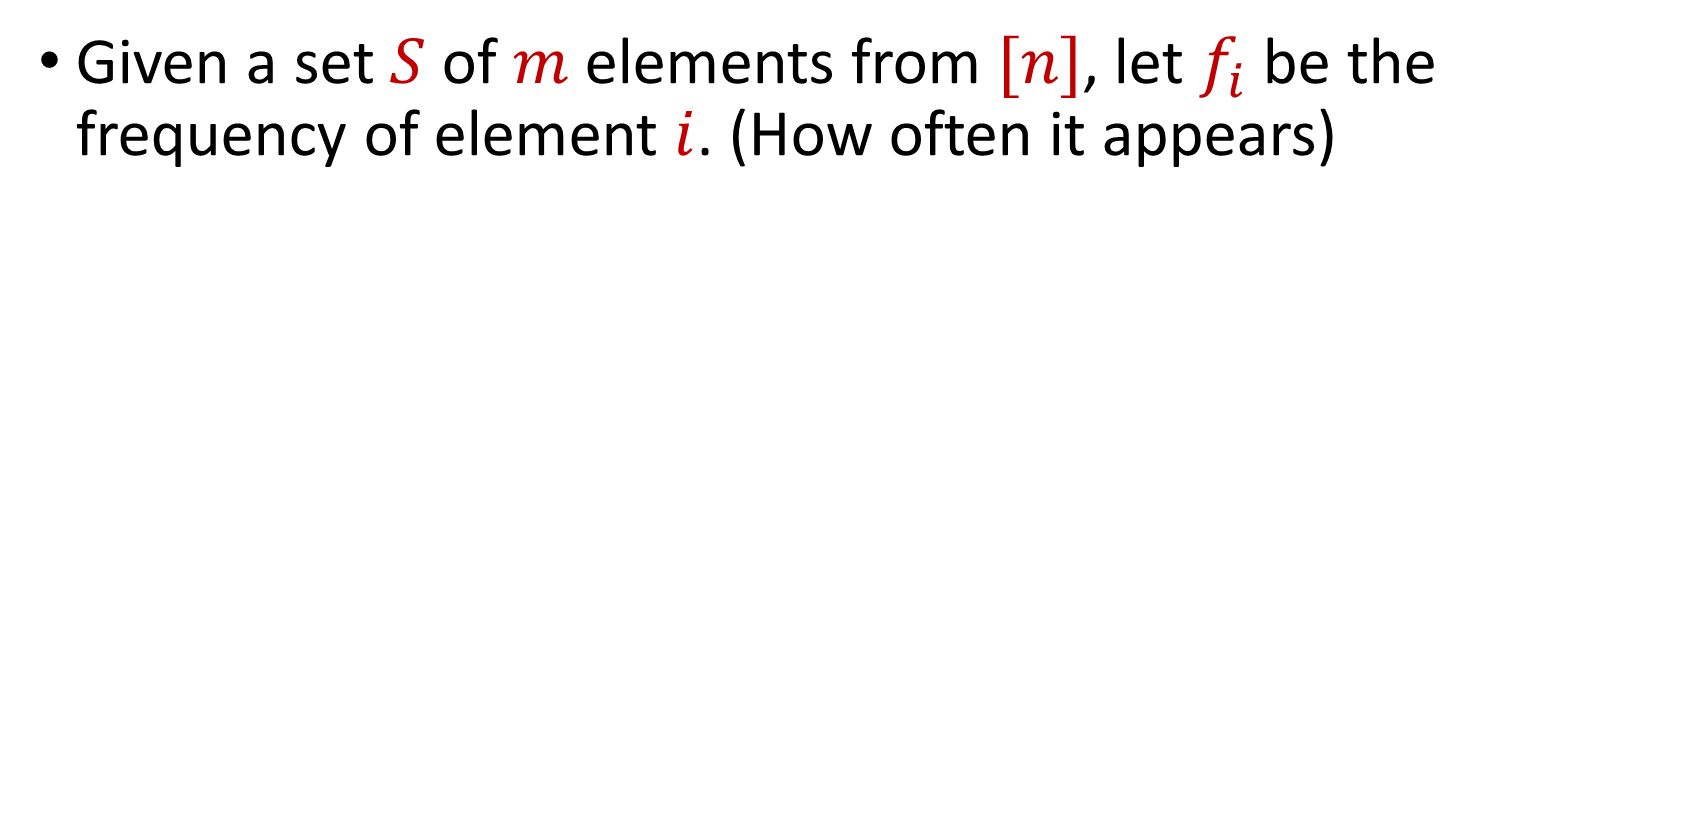 • Given a set 𝑆 of 𝑚 elements from [𝑛], let 𝑓ᵢ be the
frequency of element 𝑖. (How often it appears)